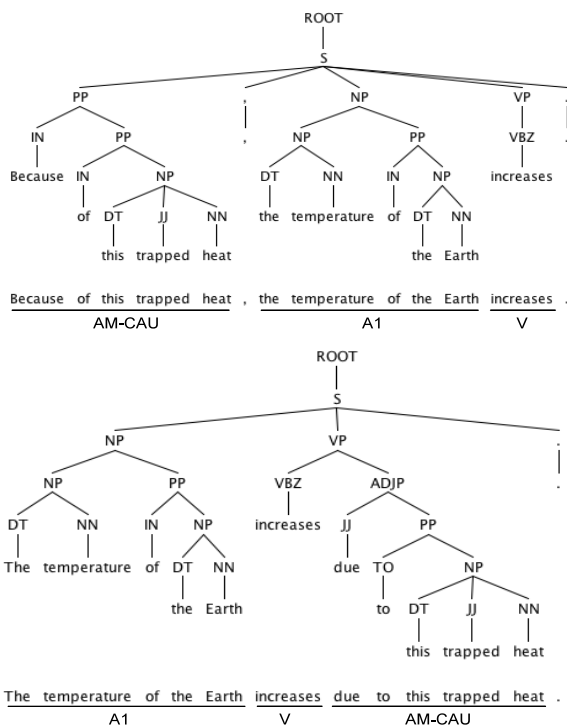 ROOT
S
PP , NP VP .
IN PP , NP PP VBZ .
Because IN NP DT NN IN NP increases
of DT JJ NN the temperature of DT NN
this trapped heat the Earth
Because of this trapped heat , the temperature of the Earth increases .
AM-CAU A1 V
ROOT
S
NP VP .
NP PP VBZ ADJP .
DT NN IN NP increases JJ PP
The temperature of DT NN due TO NP
the Earth to DT JJ NN
this trapped heat
The temperature of the Earth increases due to this trapped heat .
A1 V AM-CAU